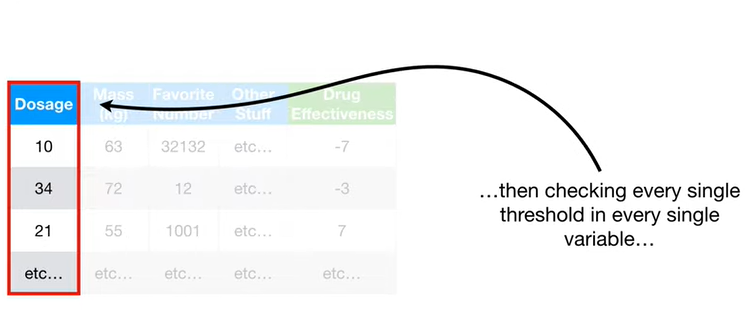 Dosage Mass (kg) Favorite Number Other Stuff Drug Effectiveness
10 63 32132 etc... -7
34 72 12 etc... -3
21 55 1001 etc... 7
etc... etc... etc... etc... etc...
...then checking every single
threshold in every single
variable...